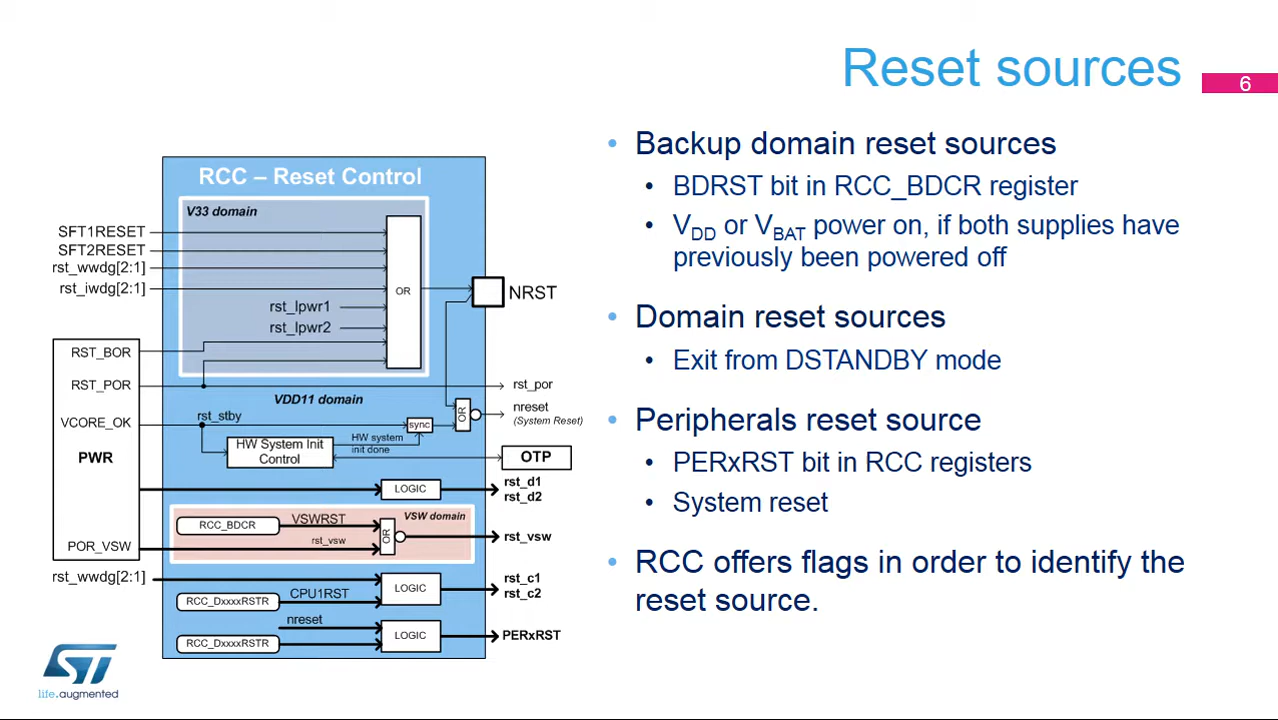 Reset sources
6
RCC – Reset Control
V33 domain
SFT1RESET
SFT2RESET
rst_wwdg[2:1]
rst_iwdg[2:1]
rst_lpwr1
rst_lpwr2
OR
NRST
RST_BOR
RST_POR
rst_por
VDD11 domain
nreset
(System Reset)
VCORE_OK
rst_stby
sync
OR
HW System Init
Control
HW system
init done
OTP
PWR
LOGIC
rst_d1
rst_d2
VSW domain
RCC_BDCR
VSWRST
OR
rst_vsw
rst_vsw
POR_VSW
rst_wwdg[2:1]
RCC_DxxxxRSTR
CPU1RST
LOGIC
rst_c1
rst_c2
nreset
RCC_DxxxxRSTR
LOGIC
PERxRST
• Backup domain reset sources
• BDRST bit in RCC_BDCR register
• VDD or VBAT power on, if both supplies have
previously been powered off
• Domain reset sources
• Exit from DSTANDBY mode
• Peripherals reset source
• PERxRST bit in RCC registers
• System reset
• RCC offers flags in order to identify the
reset source.
ST
life.augmented